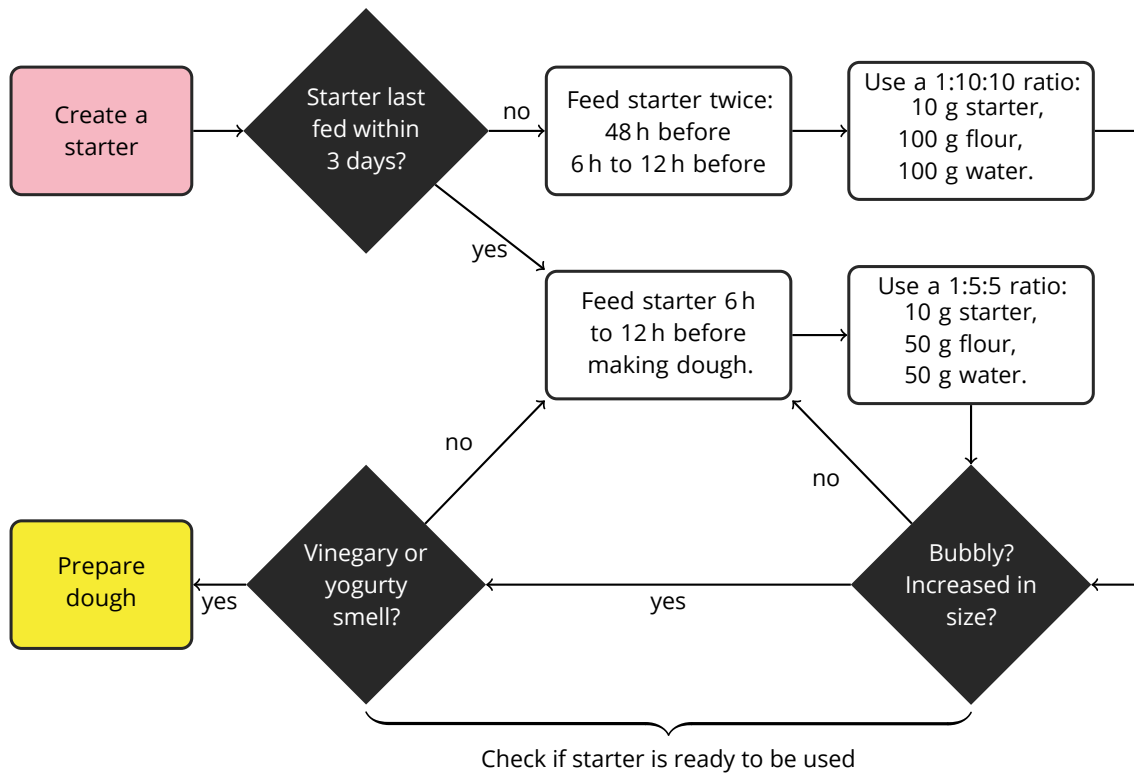 Create a
starter
Starter last
fed within
3 days?
no
Feed starter twice:
48 h before
6 h to 12 h before
Use a 1:10:10 ratio:
10 g starter,
100 g flour,
100 g water.
yes
Feed starter 6 h
to 12 h before
making dough.
Use a 1:5:5 ratio:
10 g starter,
50 g flour,
50 g water.
no
no
Prepare
dough
yes
Vinegary or
yogurty
smell?
yes
Bubbly?
Increased in
size?
Check if starter is ready to be used